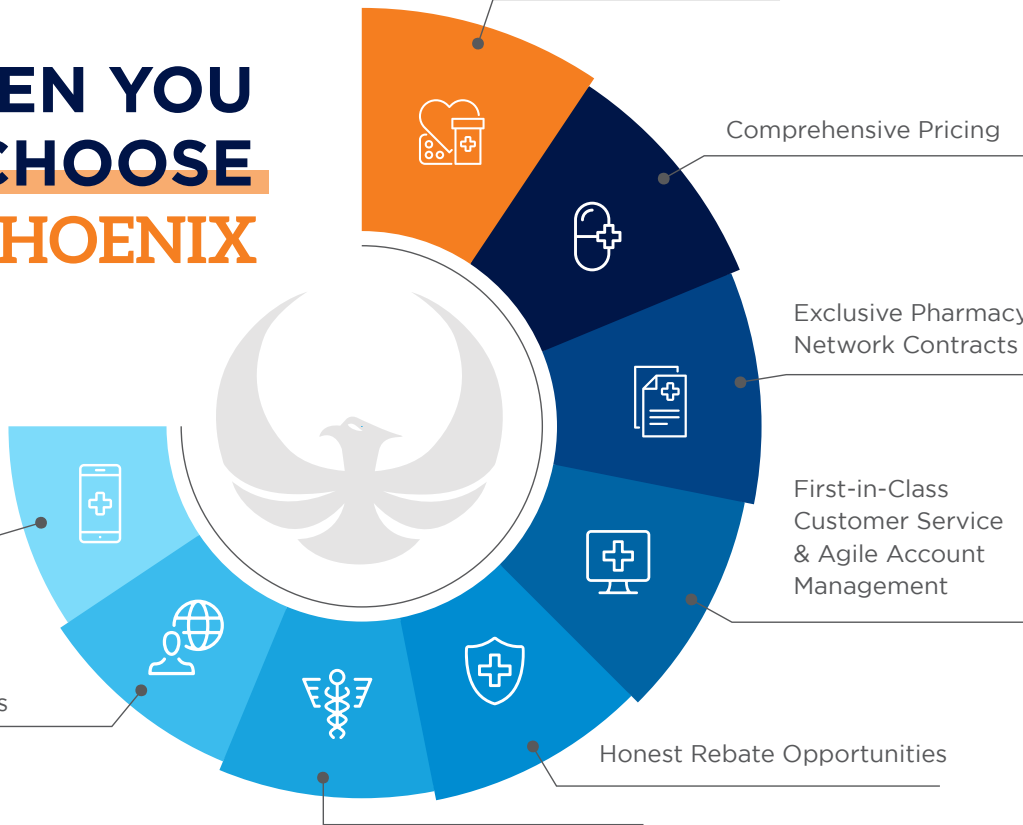 EN YOU
CHOOSE
HOENIX
Comprehensive Pricing
Exclusive Pharmacy
Network Contracts
First-in-Class
Customer Service
& Agile Account
Management
s
Honest Rebate Opportunities